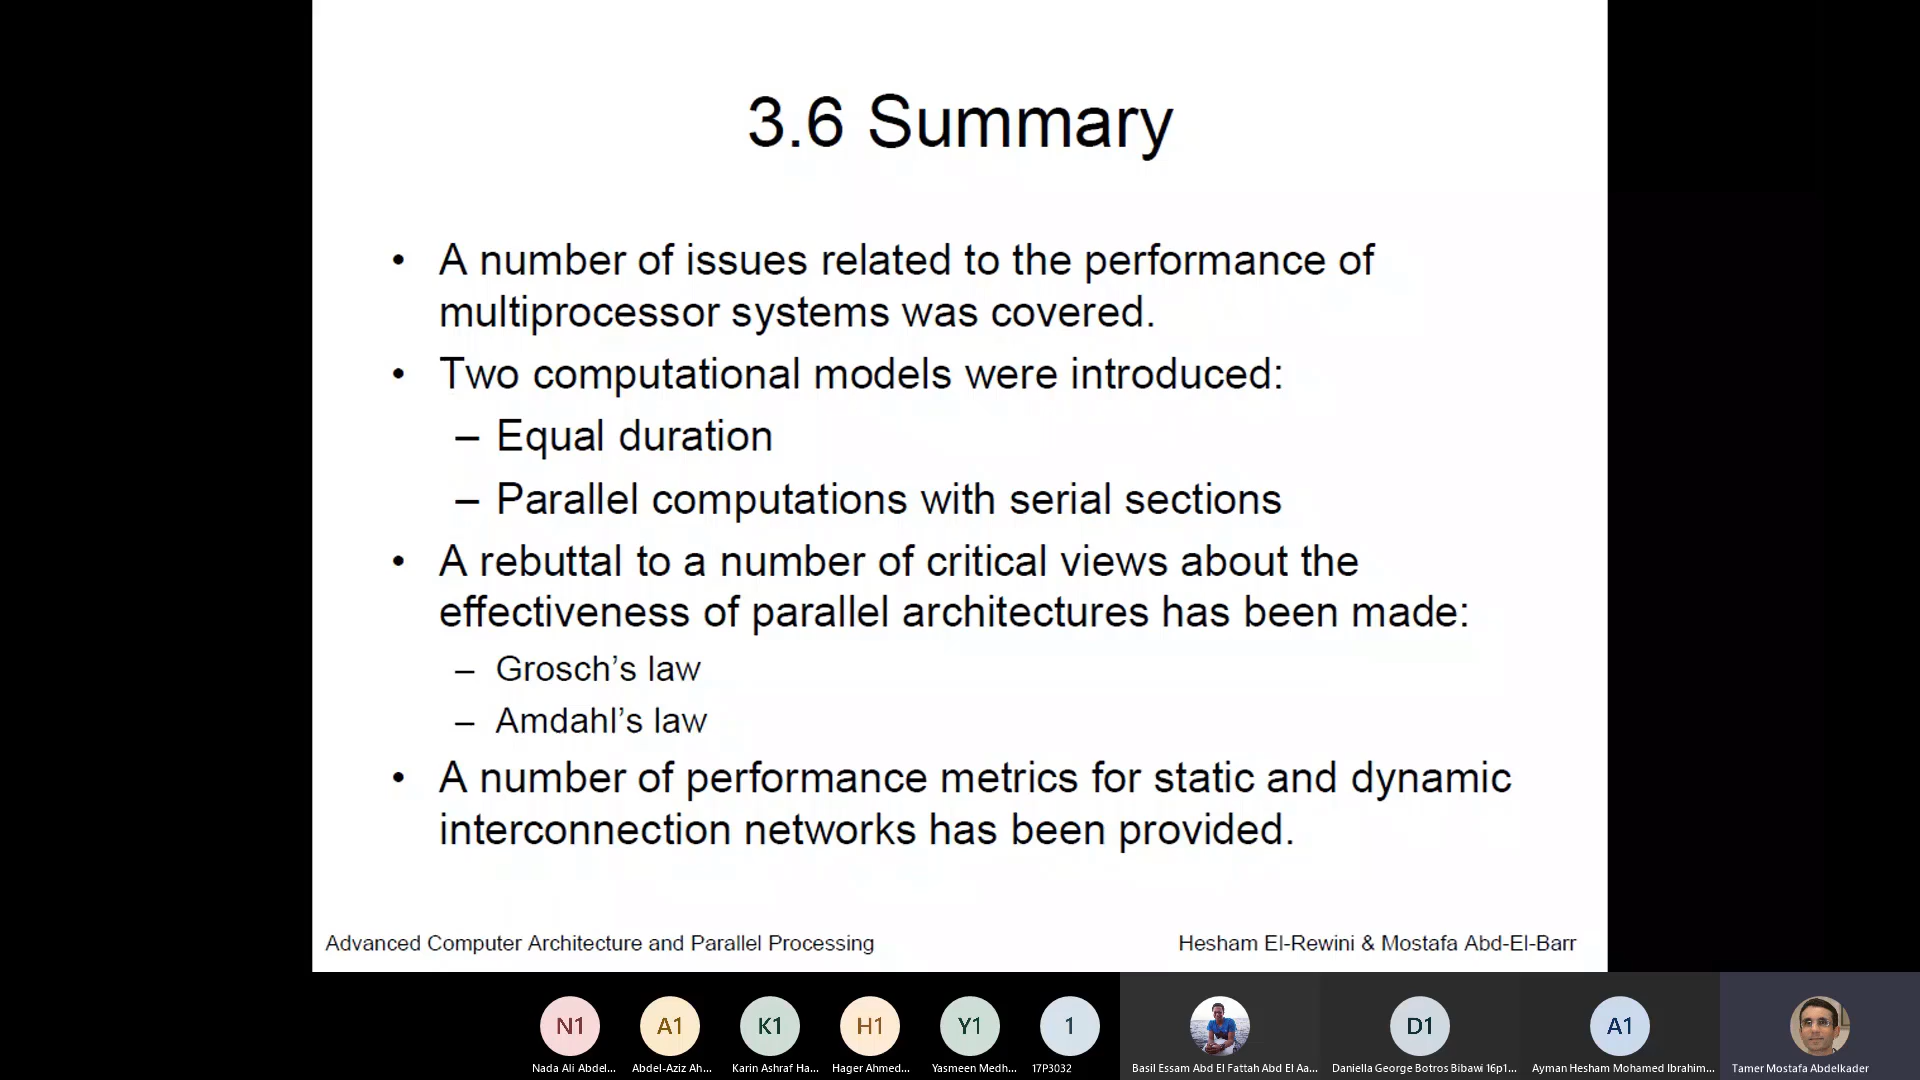 3.6 Summary
• A number of issues related to the performance of
multiprocessor systems was covered.
• Two computational models were introduced:
– Equal duration
– Parallel computations with serial sections
• A rebuttal to a number of critical views about the
effectiveness of parallel architectures has been made:
– Grosch’s law
– Amdahl’s law
• A number of performance metrics for static and dynamic
interconnection networks has been provided.
Advanced Computer Architecture and Parallel Processing
Hesham El-Rewini & Mostafa Abd-El-Barr
N1 A1 K1 H1 Y1 1 D1 A1
Nada Ali Abdel... Abdel-Aziz Ah... Karin Ashraf Ha... Hager Ahmed... Yasmeen Medh... 17P3032 Basil Essam Abd El Fattah Abd El Aa... Daniella George Botros Bibawi 16p1... Ayman Hesham Mohamed Ibrahim... Tamer Mostafa Abdelkader